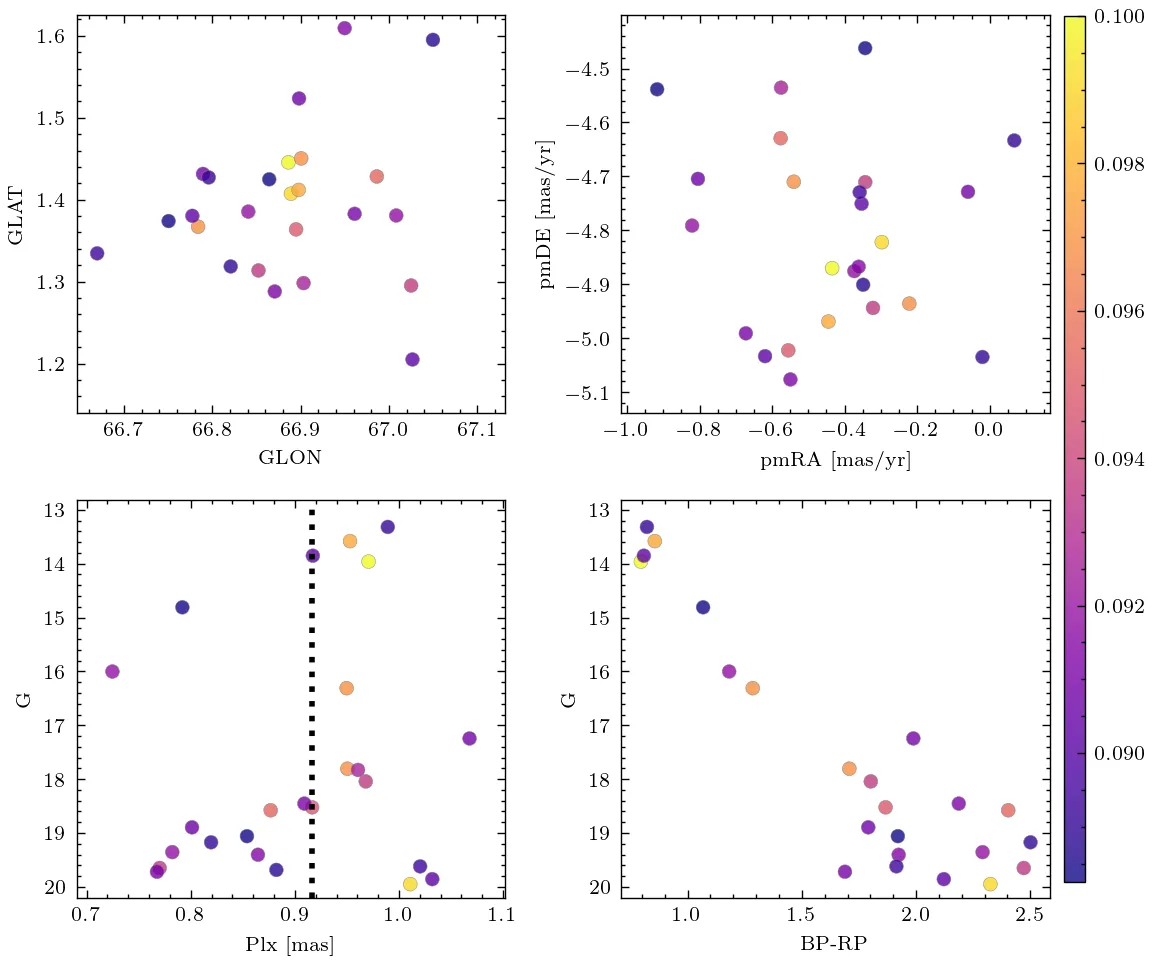 1.6
1.5
1.4
1.3
1.2
GLAT
66.7 66.8 66.9 67.0 67.1
GLON
−4.5
−4.6
−4.7
−4.8
−4.9
−5.0
−5.1
pmDE [mas/yr]
−1.0 −0.8 −0.6 −0.4 −0.2 0.0
pmRA [mas/yr]
0.100
0.098
0.096
0.094
0.092
0.090
13
14
15
16
17
18
19
20
G
0.7 0.8 0.9 1.0 1.1
Plx [mas]
13
14
15
16
17
18
19
20
G
1.0 1.5 2.0 2.5
BP-RP